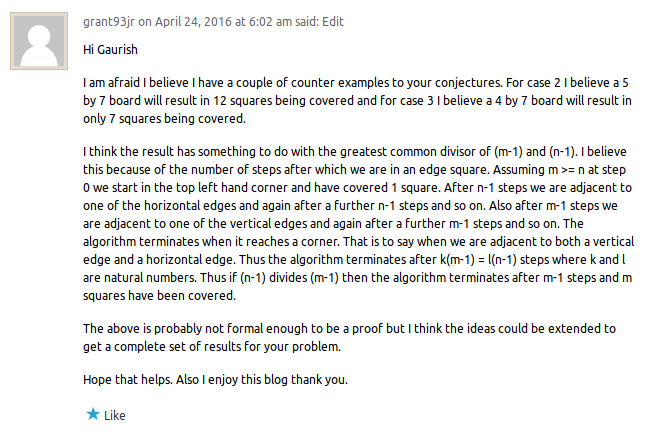 grant93jr on April 24, 2016 at 6:02 am said: Edit
Hi Gaurish
I am afraid I believe I have a couple of counter examples to your conjectures. For case 2 I believe a 5
by 7 board will result in 12 squares being covered and for case 3 I believe a 4 by 7 board will result in
only 7 squares being covered.
I think the result has something to do with the greatest common divisor of (m-1) and (n-1). I believe
this because of the number of steps after which we are in an edge square. Assuming m >= n at step
0 we start in the top left hand corner and have covered 1 square. After n-1 steps we are adjacent to
one of the horizontal edges and again after a further n-1 steps and so on. Also after m-1 steps we
are adjacent to one of the vertical edges and again after a further m-1 steps and so on. The
algorithm terminates when it reaches a corner. That is to say when we are adjacent to both a vertical
edge and a horizontal edge. Thus the algorithm terminates after k(m-1) = l(n-1) steps where k and l
are natural numbers. Thus if (n-1) divides (m-1) then the algorithm terminates after m-1 steps and m
squares have been covered.
The above is probably not formal enough to be a proof but I think the ideas could be extended to
get a complete set of results for your problem.
Hope that helps. Also I enjoy this blog thank you.
Like